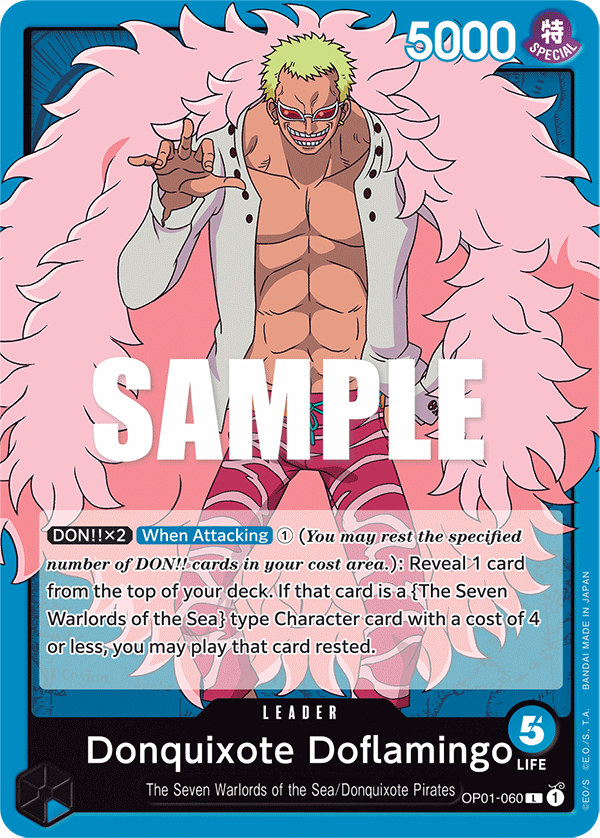 5000
特
SPECIAL
SAMPLE
DON!!×2 When Attacking ① (You may rest the specified
number of DON!! cards in your cost area.): Reveal 1 card
from the top of your deck. If that card is a {The Seven
Warlords of the Sea} type Character card with a cost of 4
or less, you may play that card rested.
LEADER
Donquixote Doflamingo
5
LIFE
The Seven Warlords of the Sea/Donquixote Pirates
OP01-060 L 1
©E.O/S ©E.O./S., T.A. BANDAI MADE IN JAPAN